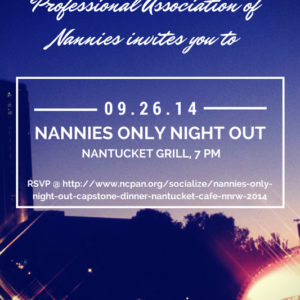 Professional Association of
Nannies invites you to
09.26.14
NANNIES ONLY NIGHT OUT
NANTUCKET GRILL, 7 PM
RSVP @ http://www.ncpan.org/socialize/nannies-only-
night-out-capstone-dinner-nantucket-cafe-nnrw-2014